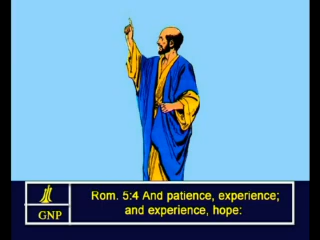 Rom. 5:4 And patience, experience;
and experience, hope:
GNP